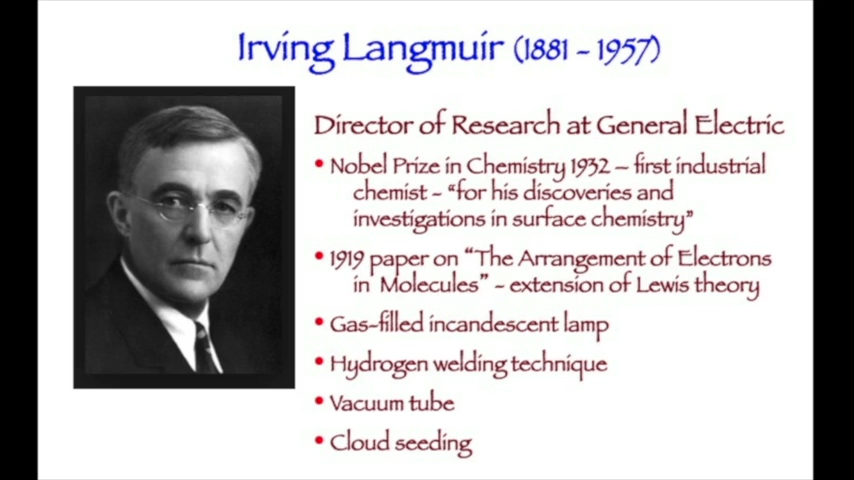 Irving Langmuir (1881 - 1957)
Director of Research at General Electric
• Nobel Prize in Chemistry 1932 – first industrial
chemist - “for his discoveries and
investigations in surface chemistry”
• 1919 paper on “The Arrangement of Electrons
in Molecules” - extension of Lewis theory
• Gas-filled incandescent lamp
• Hydrogen welding technique
• Vacuum tube
• Cloud seeding